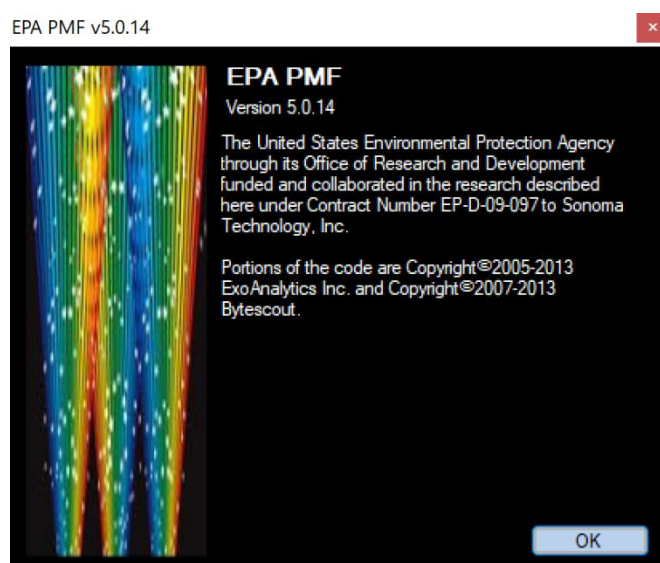 EPA PMF v5.0.14
EPA PMF
Version 5.0.14
The United States Environmental Protection Agency
through its Office of Research and Development
funded and collaborated in the research described
here under Contract Number EP-D-09-097 to Sonoma
Technology, Inc.
Portions of the code are Copyright©2005-2013
ExoAnalytics Inc. and Copyright©2007-2013
Bytescout.
OK